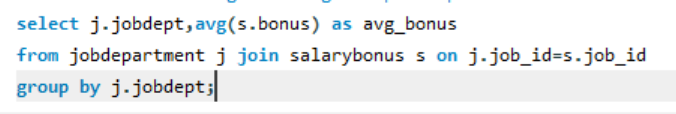 select j.jobdept,avg(s.bonus) as avg_bonus
from jobdepartment j join salarybonus s on j.job_id=s.job_id
group by j.jobdept;